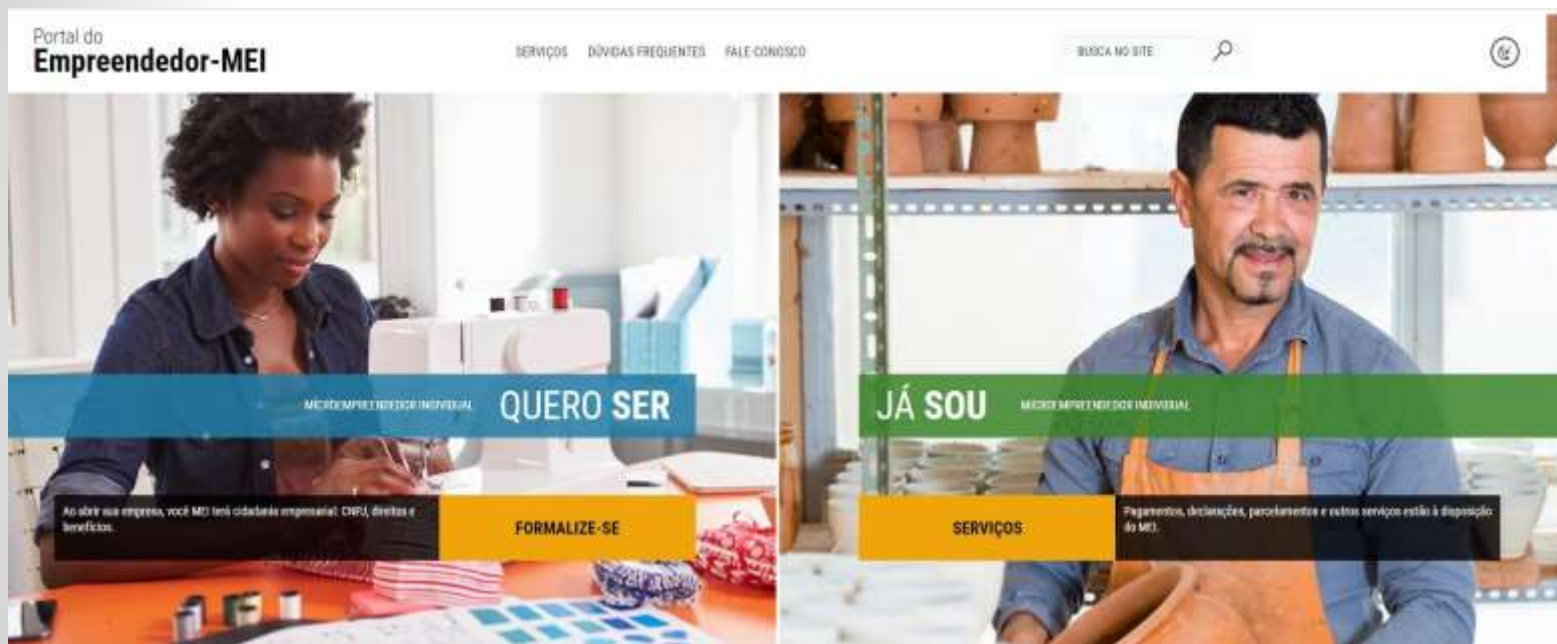 Portal do
Empreendedor-MEI
SERVIÇOS DÚVIDAS FREQUENTES FALE CONOSCO
BUSCA NO SITE
MICROEMPREENDEDOR INDIVIDUAL QUERO SER
Ao abrir sua empresa, você MEI terá cidadania empresarial: CNPJ, direitos e
benefícios.
FORMALIZE-SE
JÁ SOU MICROEMPREENDEDOR INDIVIDUAL
SERVIÇOS
Pagamentos, declarações, parcelamentos e outros serviços estão à disposição
do MEI.